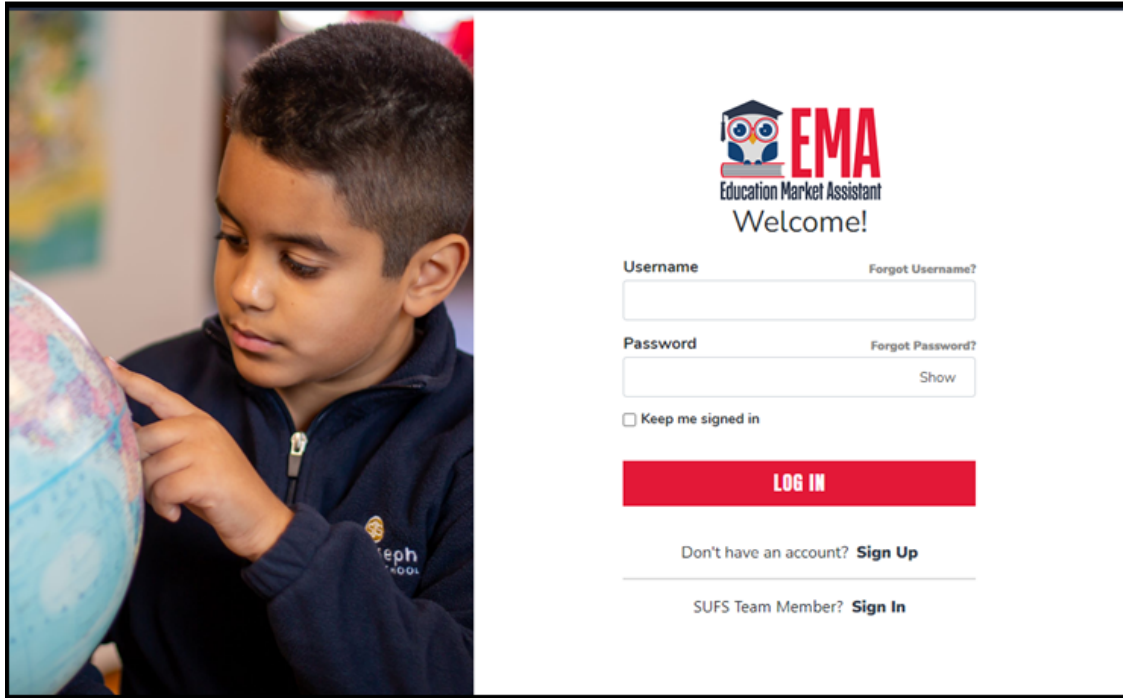 EMA
Education Market Assistant
Welcome!
Username Forgot Username?
Password Forgot Password?
Show
Keep me signed in
LOG IN
Don't have an account? Sign Up
SUFS Team Member? Sign In
eph